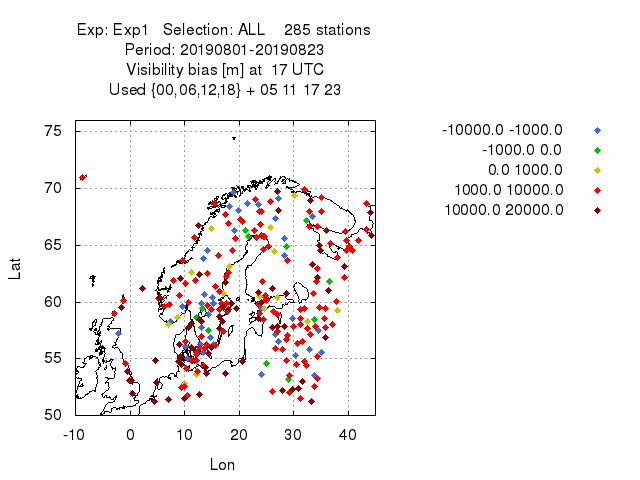 Exp: Exp1 Selection: ALL 285 stations
Period: 20190801-20190823
Visibility bias [m] at 17 UTC
Used {00,06,12,18} + 05 11 17 23
-10000.0 -1000.0
-1000.0 0.0
0.0 1000.0
1000.0 10000.0
10000.0 20000.0
75
70
65
60
55
50
Lat
-10 0 10 20 30 40
Lon